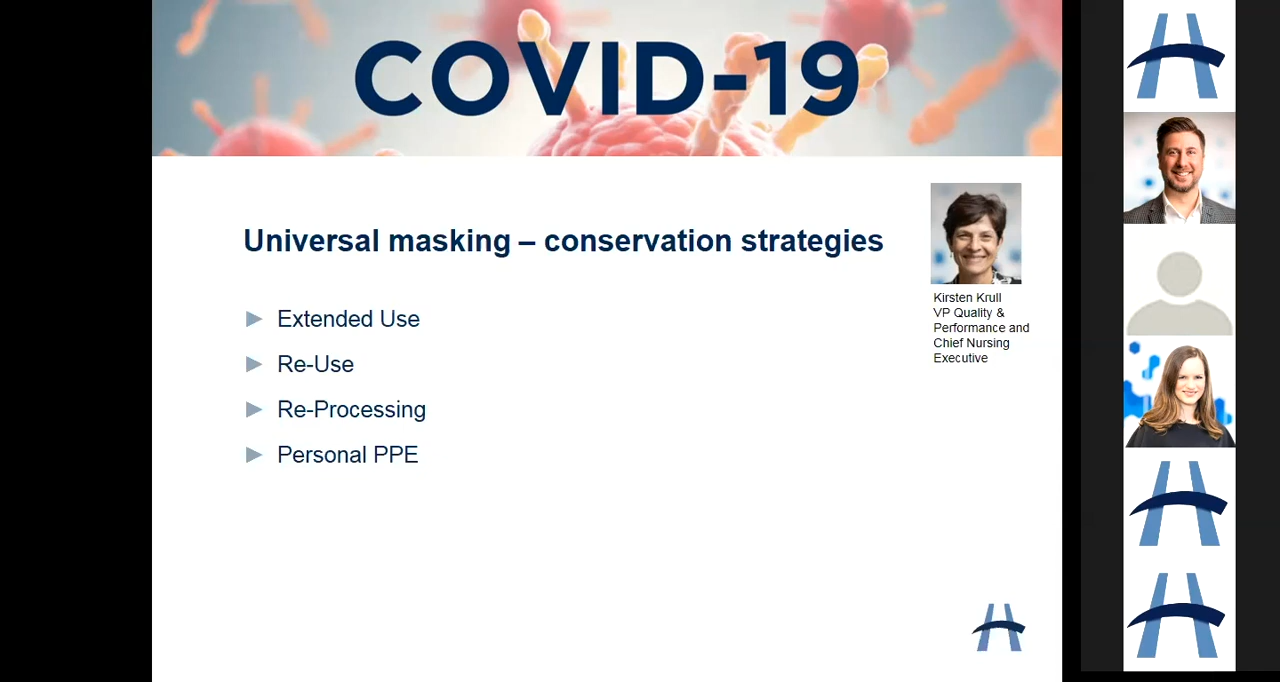 COVID-19
Universal masking – conservation strategies
Extended Use
Re-Use
Re-Processing
Personal PPE
Kirsten Krull
VP Quality &
Performance and
Chief Nursing
Executive